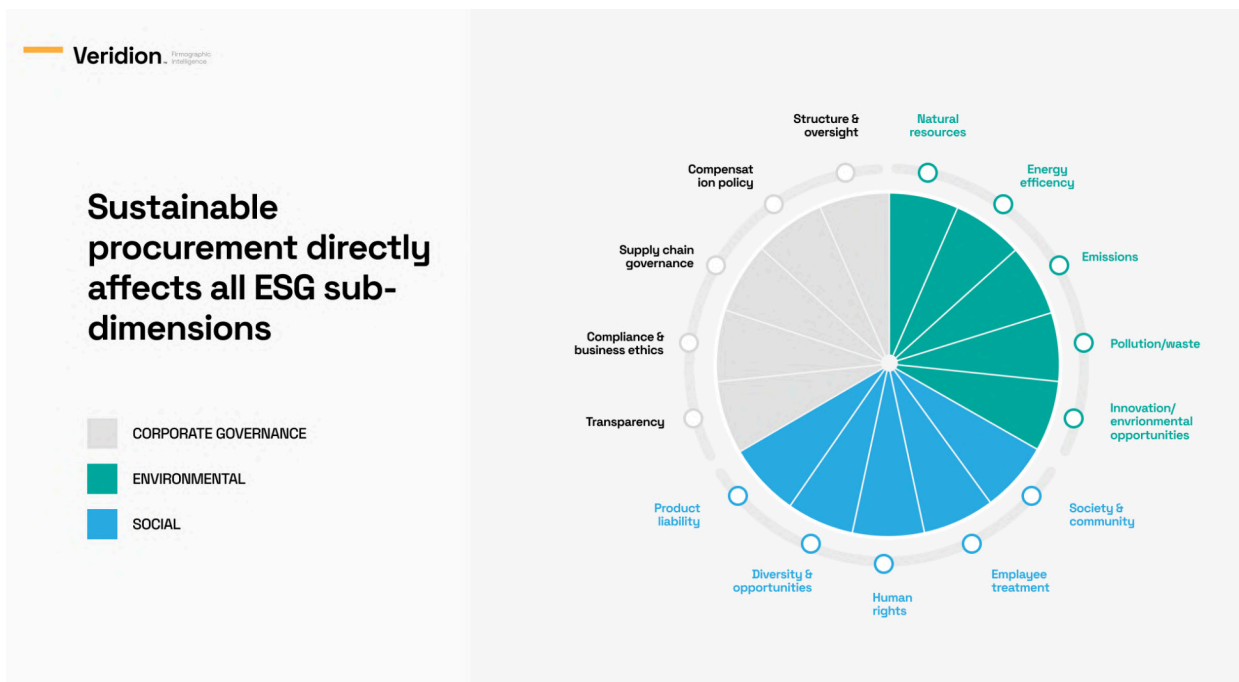 Veridion™ Firmographic
Intelligence
Sustainable
procurement directly
affects all ESG sub-
dimensions
CORPORATE GOVERNANCE
ENVIRONMENTAL
SOCIAL
Structure &
oversight
Natural
resources
Compensat
ion policy
Energy
efficency
Supply chain
governance
Emissions
Compliance &
business ethics
Pollution/waste
Transparency
Innovation/
envrionmental
opportunities
Product
liability
Society &
community
Diversity &
opportunities
Human
rights
Emplayee
treatment